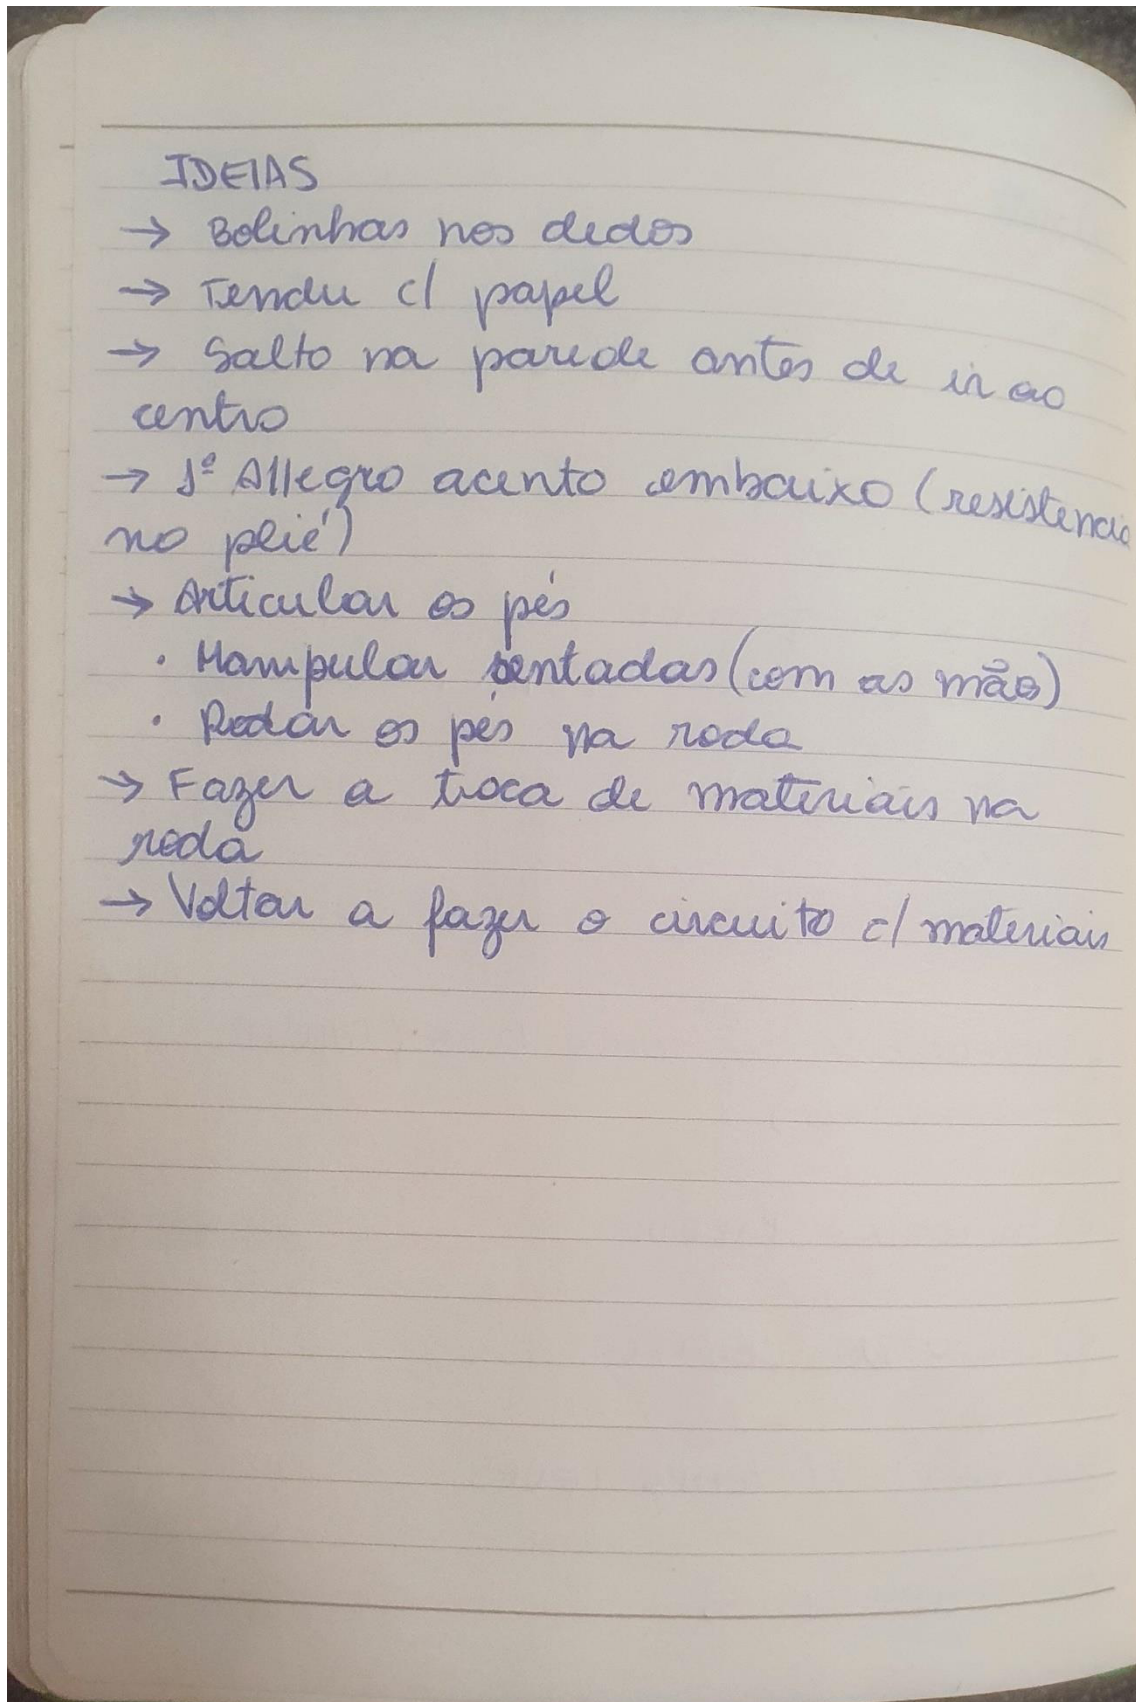 IDEIAS
→ Bolinhas nos dedos
→ Tendu c/ papel
→ Salto na parede antes de ir ao
centro
→ 1º Allegro acento embaixo (resistencia
no plié)
→ Articular os pés
· Manipular sentadas (com as mão)
· Rodar os pés na roda
→ Fazer a troca de materiais na
roda
→ Voltar a fazer o circuito c/ materiais